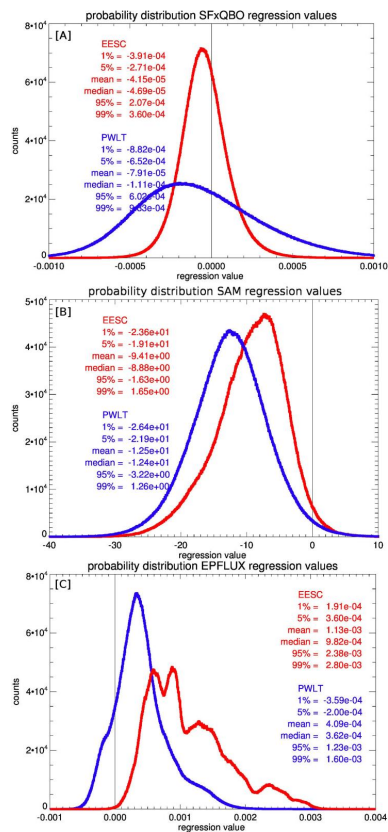 probability distribution SFxQBO regression values
8•10⁴
[A]
EESC
1% = -3.91e-04
5% = -2.71e-04
mean = -4.15e-05
median = -4.69e-05
95% = 2.07e-04
99% = 3.60e-04
6•10⁴
counts
4•10⁴
PWLT
1% = -8.82e-04
5% = -6.52e-04
mean = -7.91e-05
median = -1.11e-04
95% = 6.02e-04
99% =
2•10⁴
0
-0.0010 -0.0005 0.0000 0.0005 0.0010
regression value
probability distribution SAM regression values
5•10⁴
[B]
EESC
1% = -2.36e+01
5% = -1.91e+01
mean = -9.41e+00
median = -8.88e+00
95% = -1.63e+00
99% = 1.65e+00
4•10⁴
3•10⁴
counts
2•10⁴
PWLT
1% = -2.64e+01
5% = -2.19e+01
mean = -1.25e+01
median = -1.24e+01
95% = -3.22e+00
99% = 1.26e+00
1•10⁴
0
-40 -30 -20 -10 0 10
regression value
probability distribution EPFLUX regression values
8•10⁴
[C]
EESC
1% = 1.91e-04
5% = 3.60e-04
mean = 1.13e-03
median = 9.82e-04
95% = 2.38e-03
99% = 2.80e-03
6•10⁴
counts
4•10⁴
PWLT
1% = -3.59e-04
5% = -2.00e-04
mean = 4.09e-04
median = 3.62e-04
95% = 1.23e-03
99% = 1.60e-03
2•10⁴
0
-0.001 0.000 0.001 0.002 0.003 0.004
regression value